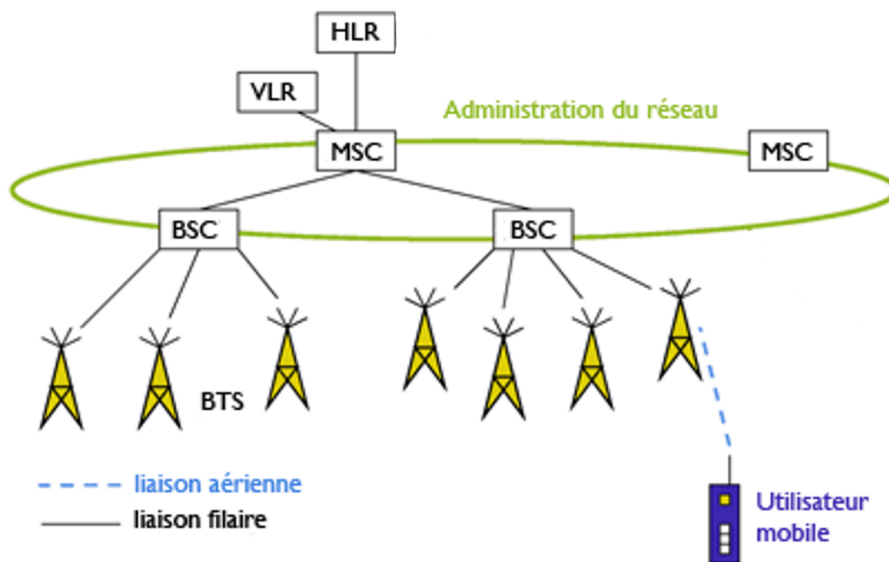 HLR
VLR
Administration du réseau
MSC
MSC
BSC
BSC
BTS
liaison aérienne
liaison filaire
Utilisateur
mobile